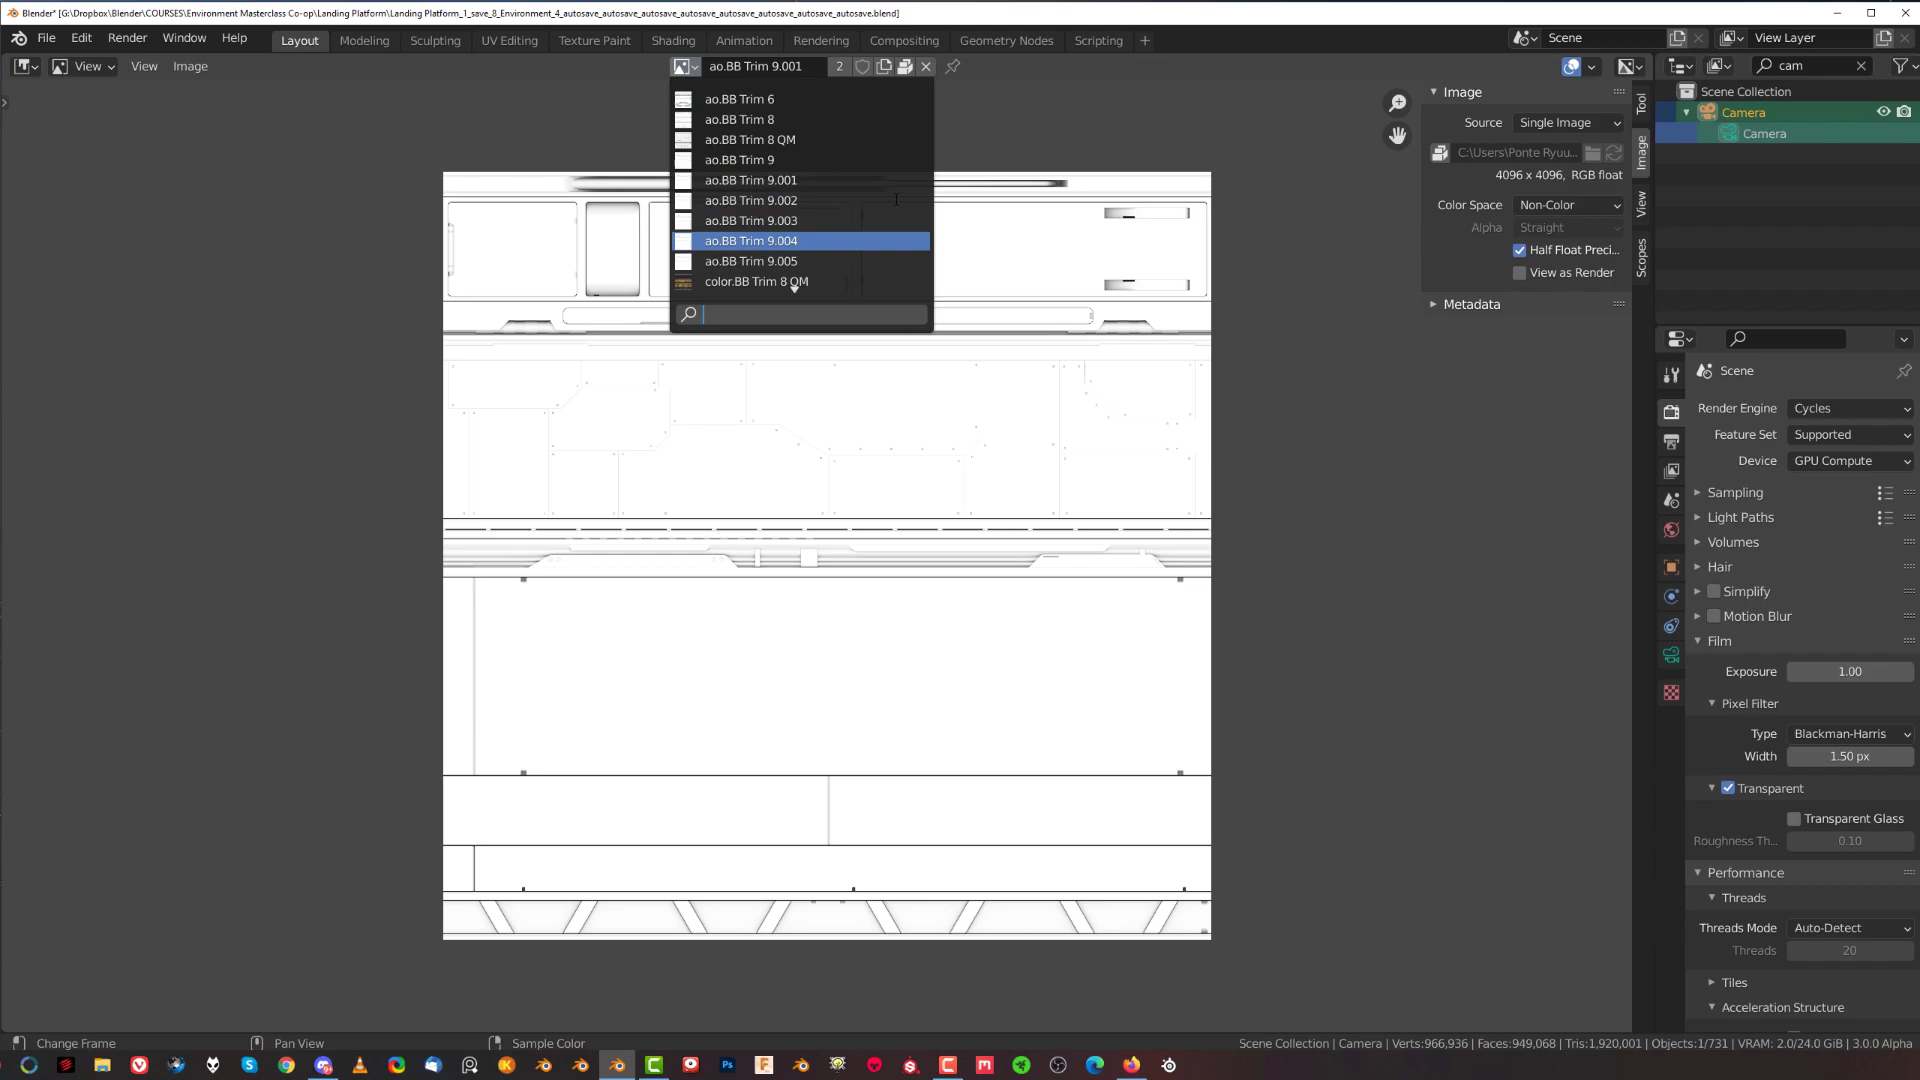 Blender* [G:\Dropbox\Blender\COURSES\Environment Masterclass Co-op\Landing Platform\Landing Platform_1_save_8_Environment_4_autosave_autosave_autosave_autosave_autosave_autosave_autosave_autosave.blend]
File Edit Render Window Help Layout Modeling Sculpting UV Editing Texture Paint Shading Animation Rendering Compositing Geometry Nodes Scripting + Scene View Layer
View View Image ao.BB Trim 9.001 2 cam
ao.BB Trim 6
ao.BB Trim 8
ao.BB Trim 8 QM
ao.BB Trim 9
ao.BB Trim 9.001
ao.BB Trim 9.002
ao.BB Trim 9.003
ao.BB Trim 9.004
ao.BB Trim 9.005
color.BB Trim 8 QM
Image
Source Single Image
C:\Users\Ponte Ryuu...
4096 x 4096, RGB float
Color Space Non-Color
Alpha Straight
Half Float Preci...
View as Render
Metadata
Tool
Image
View
Scopes
Scene Collection
Camera
Camera
Scene
Render Engine Cycles
Feature Set Supported
Device GPU Compute
Sampling
Light Paths
Volumes
Hair
Simplify
Motion Blur
Film
Exposure 1.00
Pixel Filter
Type Blackman-Harris
Width 1.50 px
Transparent
Transparent Glass
Roughness Th... 0.10
Performance
Threads
Threads Mode Auto-Detect
Threads 20
Tiles
Acceleration Structure
Change Frame Pan View Sample Color Scene Collection | Camera | Verts:966,936 | Faces:949,068 | Tris:1,920,001 | Objects:1/731 | VRAM: 2.0/24.0 GiB | 3.0.0 Alpha